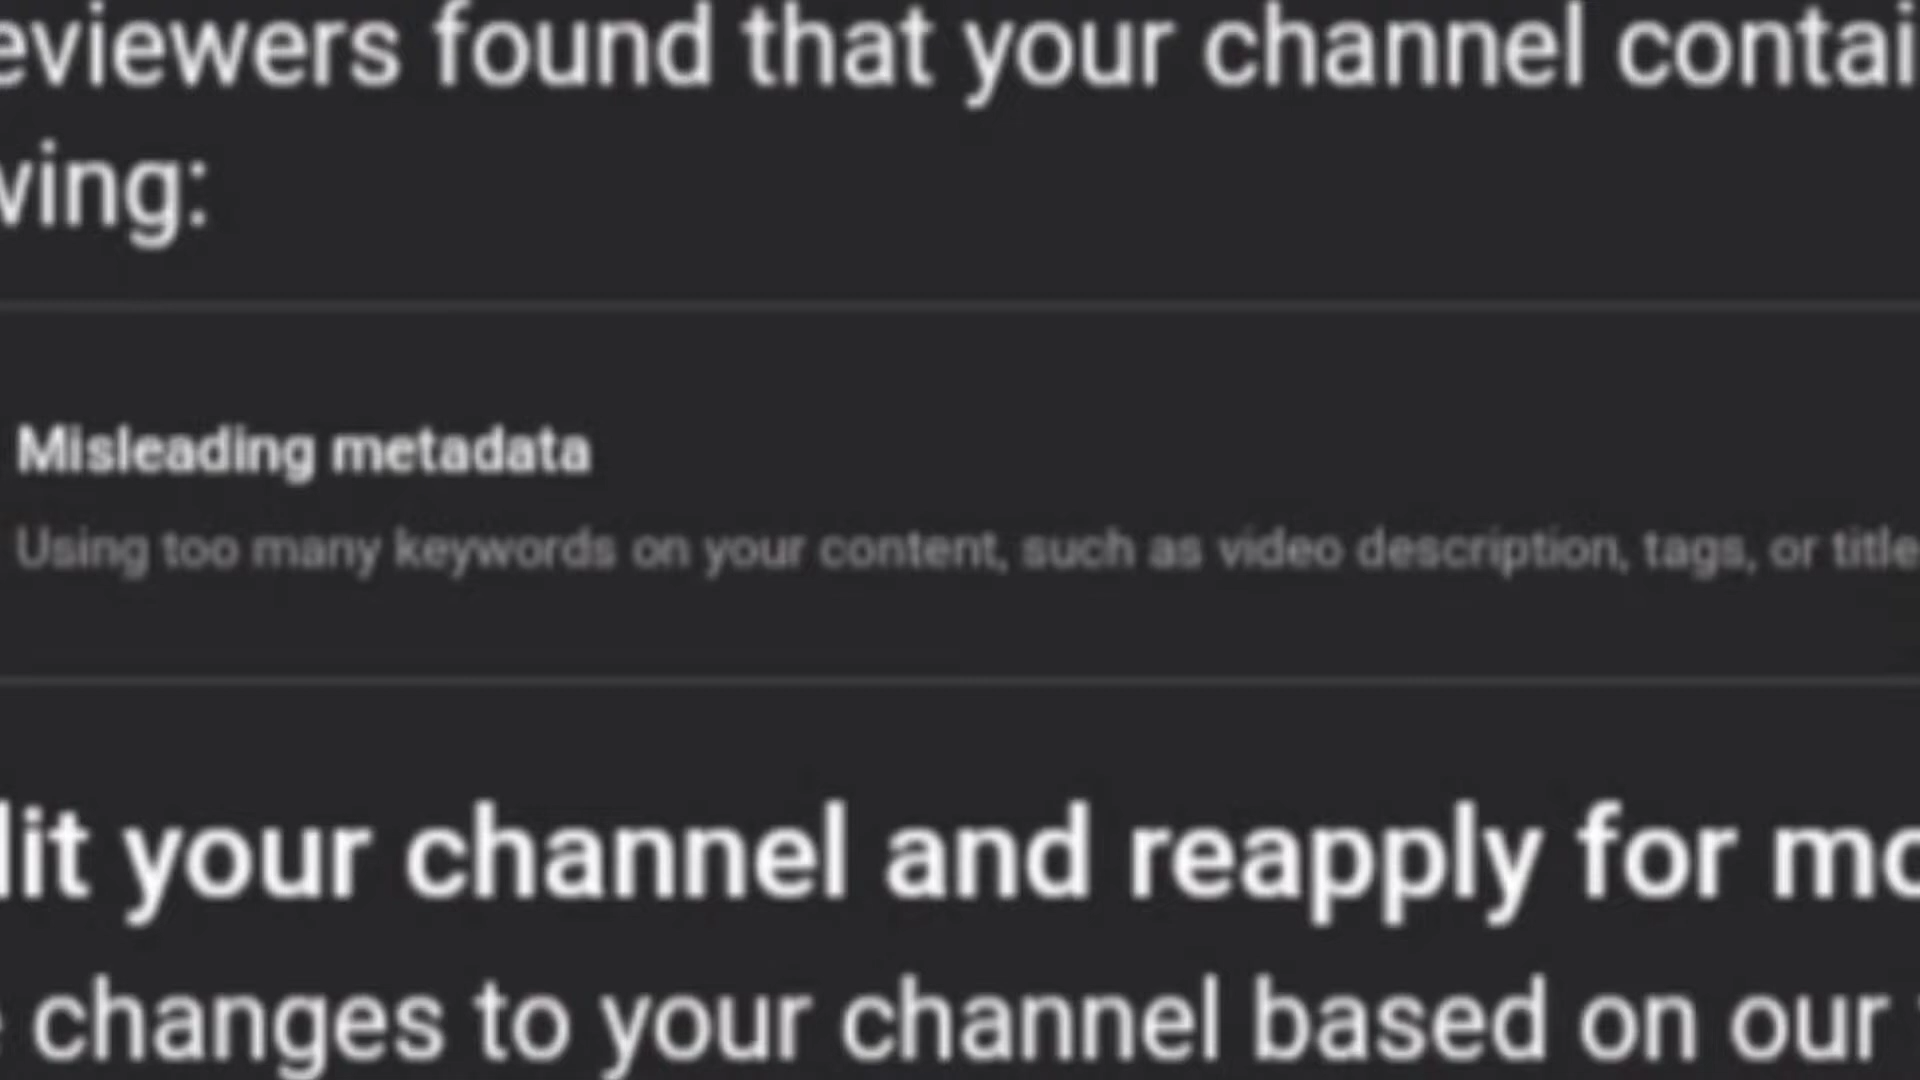 eviewers found that your channel contai
wing:
Misleading metadata
Using too many keywords on your content, such as video description, tags, or title
lit your channel and reapply for mo
changes to your channel based on our